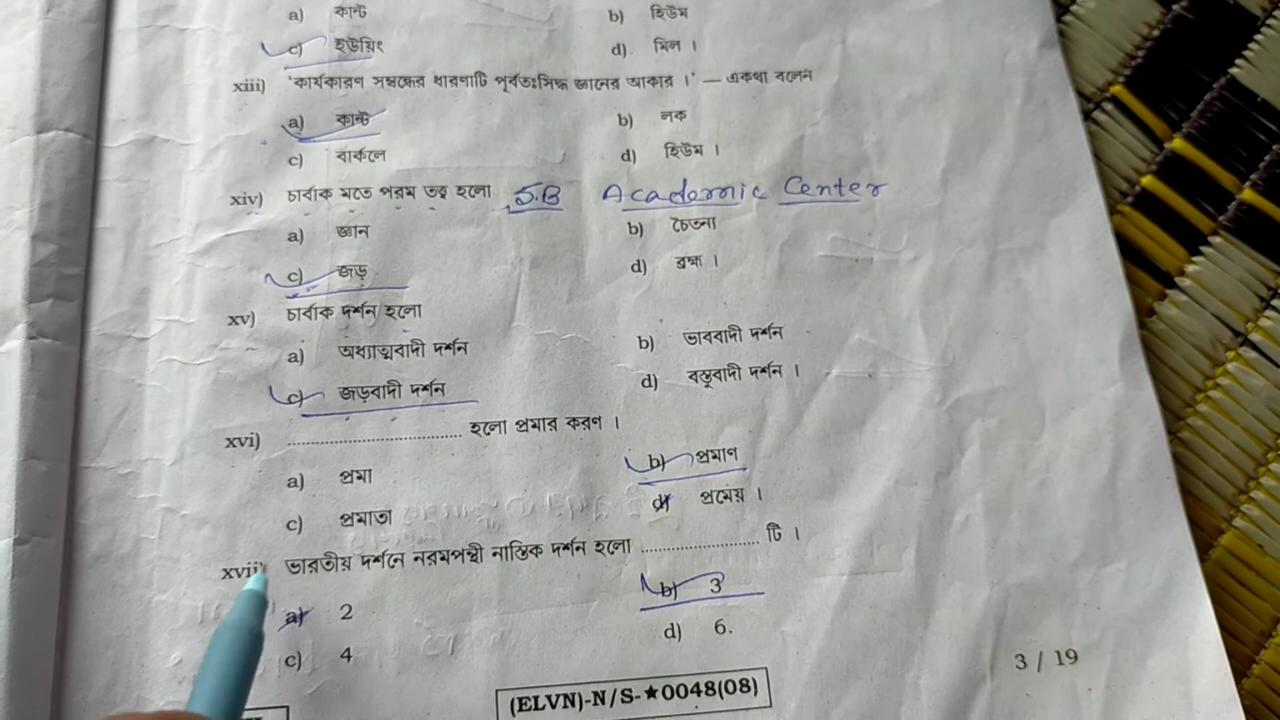 a) কান্ট b) হিউম
c) ইউয়িং d) মিল ।
xiii) 'কার্যকারণ সম্বন্ধের ধারণাটি পূর্বতঃসিদ্ধ জ্ঞানের আকার ।' — একথা বলেন
a) কান্ট b) লক
c) বার্কলে d) হিউম ।
xiv) চার্বাক মতে পরম তত্ত্ব হলো S.B Academic Center
a) জ্ঞান b) চৈতন্য
c) জড় d) ব্রহ্ম ।
xv) চার্বাক দর্শন হলো
a) অধ্যাত্মবাদী দর্শন b) ভাববাদী দর্শন
c) জড়বাদী দর্শন d) বস্তুবাদী দর্শন ।
xvi) .................................. হলো প্রমার করণ ।
a) প্রমা b) প্রমাণ
c) প্রমাতা d) প্রমেয় ।
xvii) ভারতীয় দর্শনে নরমপন্থী নাস্তিক দর্শন হলো ....................... টি ।
a) 2 b) 3
c) 4 d) 6.
3 / 19
(ELVN)-N/S-★0048(08)